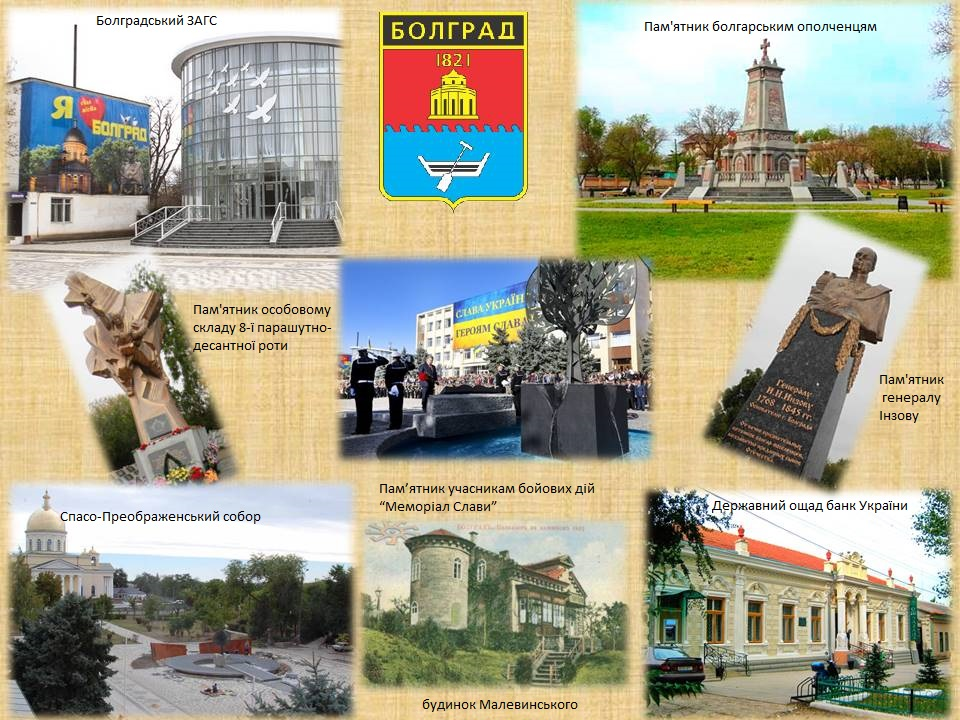 Болградський ЗАГС
БОЛГРАД
1821
Пам'ятник болгарським ополченцям
Я
БОЛГРАД
Пам'ятник особовому
складу 8-ї парашутно-
десантної роти
СЛАВА УКРАЇНІ
ГЕРОЯМ СЛАВА
Генералу
И.Н.Инзову
1768 - 1845 гг.
Пам'ятник
генералу
Інзову
Пам’ятник учасникам бойових дій
“Меморіал Слави”
Спасо-Преображенський собор
Державний ощад банк України
будинок Малевинського